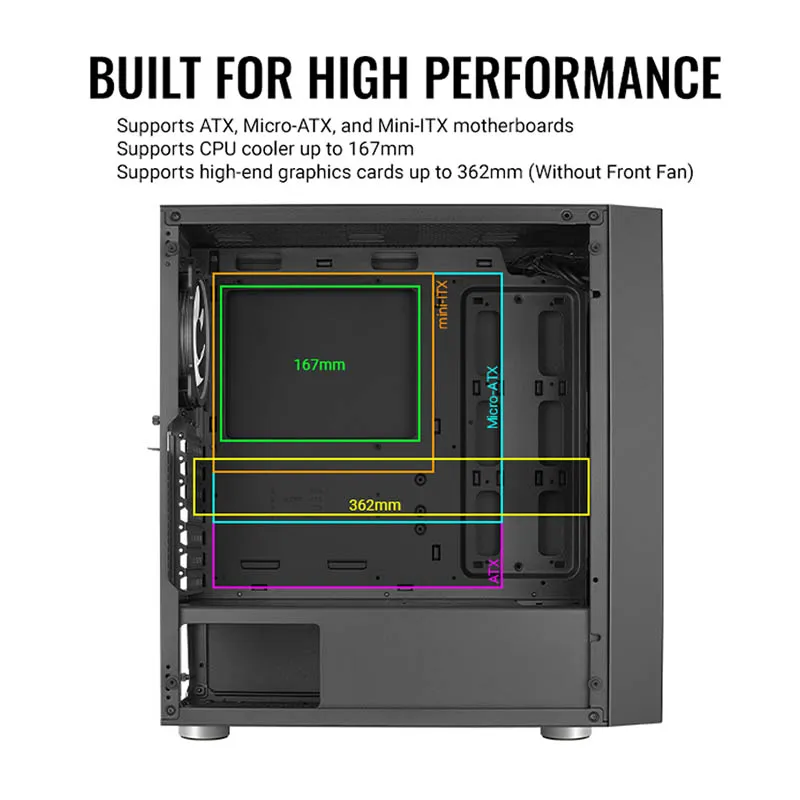 BUILT FOR HIGH PERFORMANCE
Supports ATX, Micro-ATX, and Mini-ITX motherboards
Supports CPU cooler up to 167mm
Supports high-end graphics cards up to 362mm (Without Front Fan)
mini-ITX
167mm
Micro-ATX
362mm
ATX